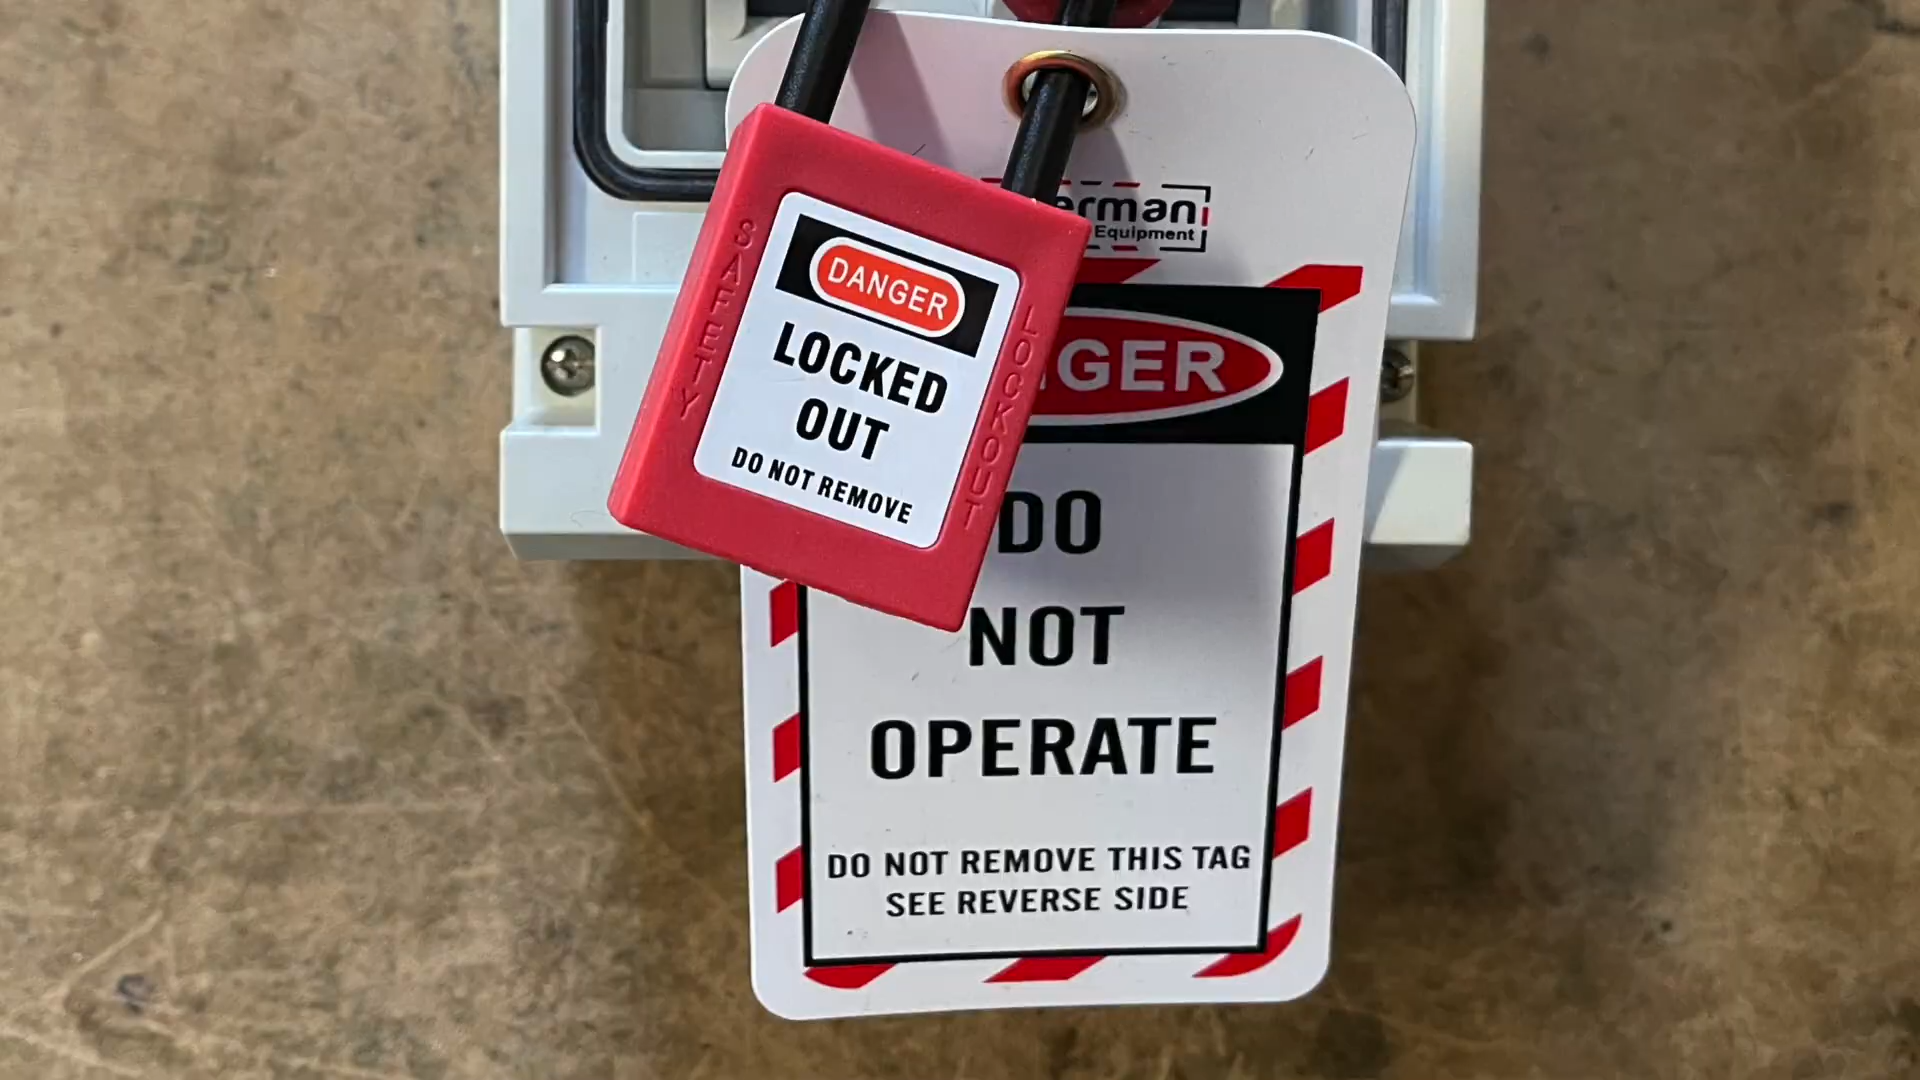 Equipment
SAFETY
LOCKOUT
DANGER
LOCKED
OUT
DO NOT REMOVE
DO
NOT
OPERATE
DO NOT REMOVE THIS TAG
SEE REVERSE SIDE